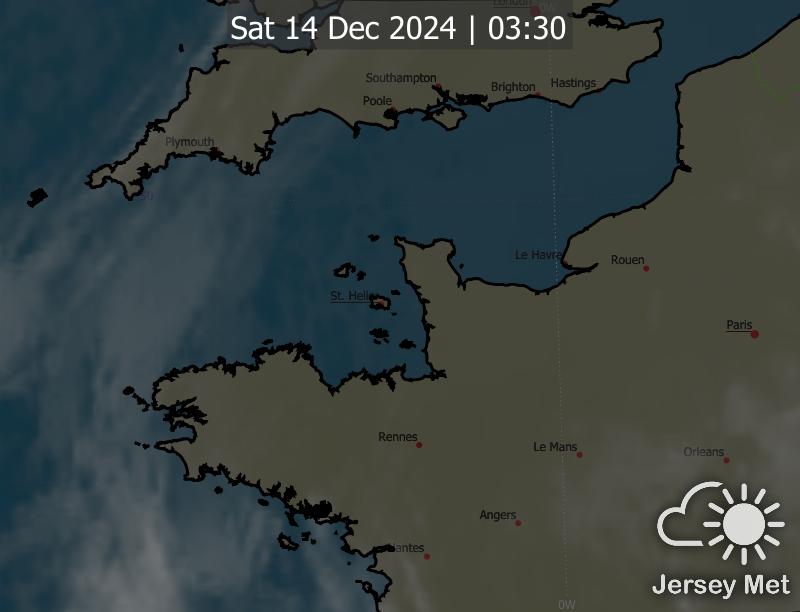 London
0W
Sat 14 Dec 2024 | 03:30
Southampton
Brighton
Hastings
Poole
Plymouth
50
Le Havre
Rouen
St. Helier
Paris
Rennes
Le Mans
Orleans
Angers
Nantes
Jersey Met
0W